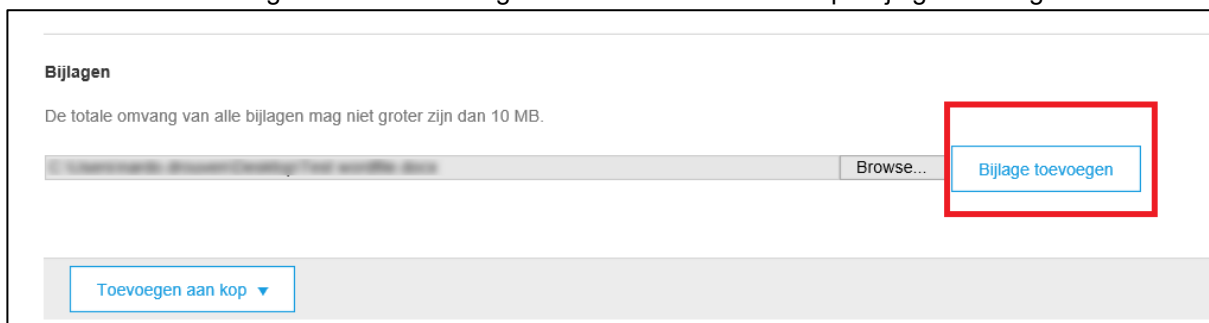 Bijlagen
De totale omvang van alle bijlagen mag niet groter zijn dan 10 MB.
Browse... Bijlage toevoegen
Toevoegen aan kop